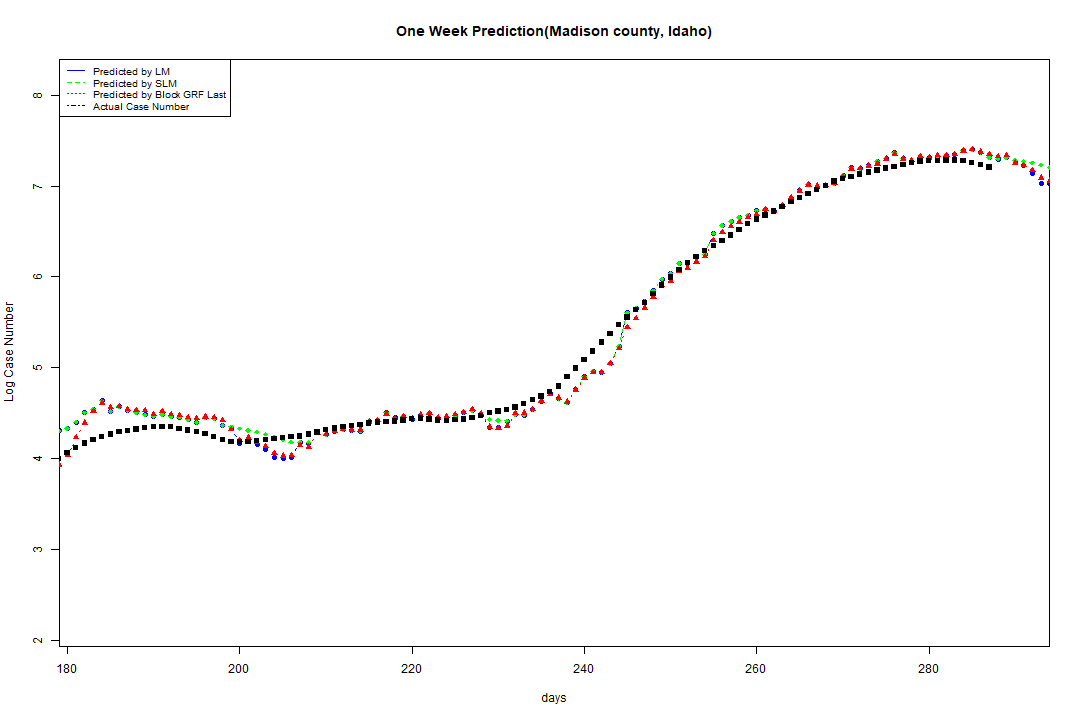 One Week Prediction(Madison county, Idaho)
Predicted by LM
Predicted by SLM
Predicted by Block GRF Last
Actual Case Number
8
7
6
5
4
3
2
Log Case Number
180 200 220 240 260 280
days